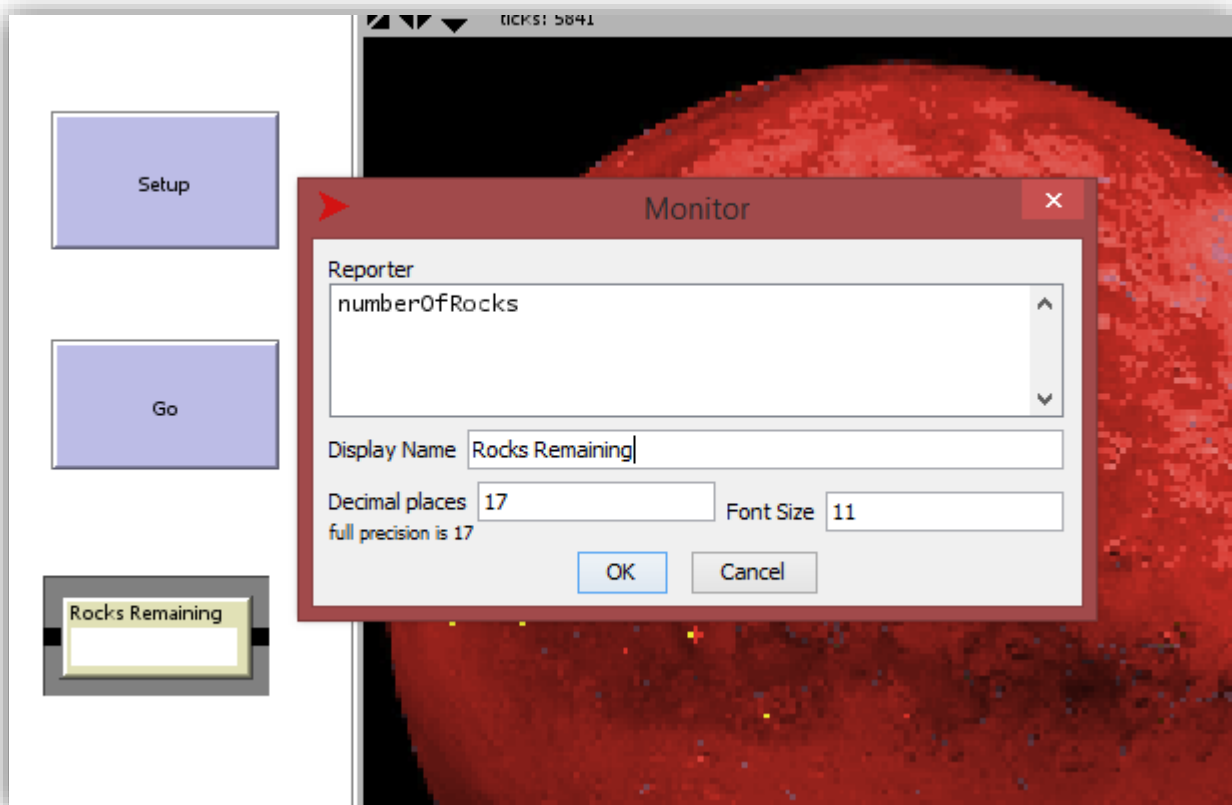 ticks: 5841
Setup
Monitor
Reporter
numberOfRocks
Go
Display Name Rocks Remaining
Decimal places 17 Font Size 11
full precision is 17
OK Cancel
Rocks Remaining